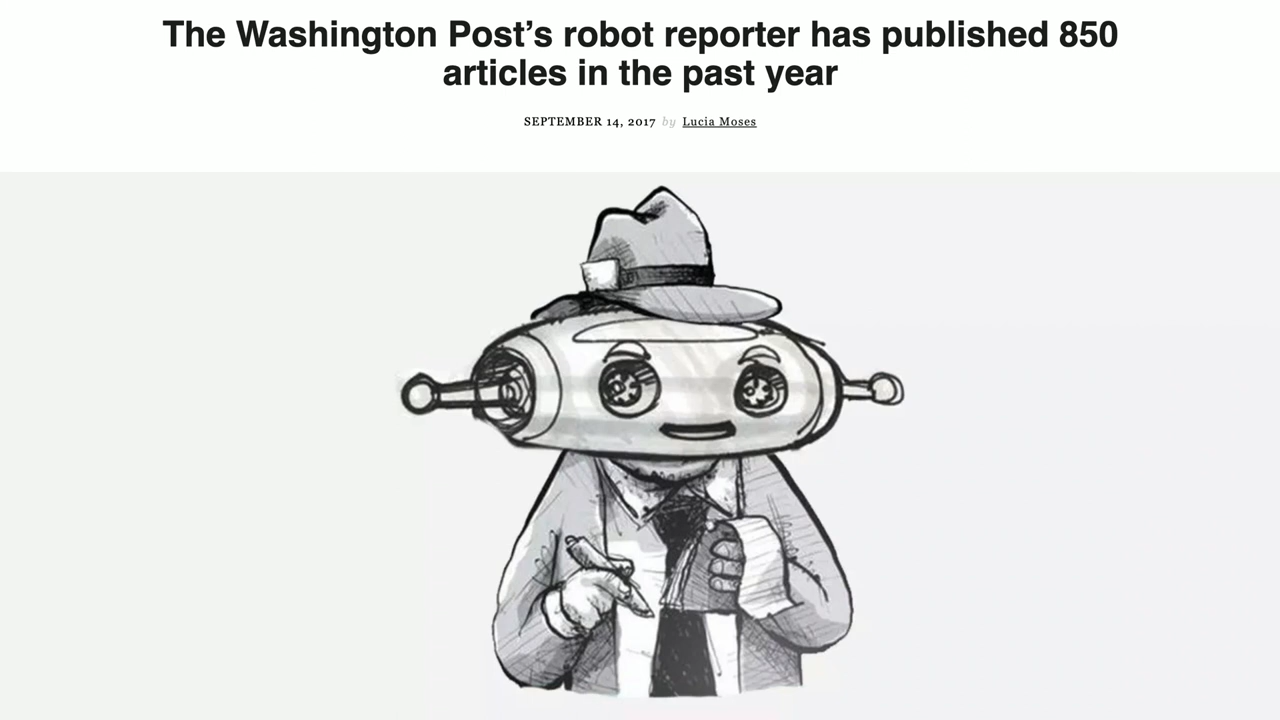 The Washington Post’s robot reporter has published 850
articles in the past year
SEPTEMBER 14, 2017 by Lucia Moses